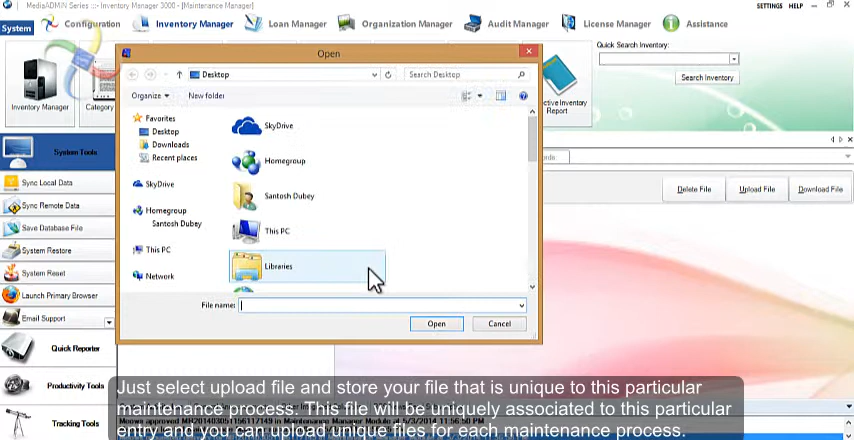 MediaADMiN Series ::- Inventory Manager 3000 - [Maintenance Manager]
SETTINGS HELP
System
Configuration
Inventory Manager
Loan Manager
Organization Manager
Audit Manager
License Manager
Assistance
Inventory Manager
Category
Active Inventory
Report
Quick Search Inventory:
Search Inventory
Open
Desktop
Search Desktop
Organize
New folder
Favorites
Desktop
Downloads
Recent places
SkyDrive
Homegroup
Santosh Dubey
This PC
Network
SkyDrive
Homegroup
Santosh Dubey
This PC
Libraries
File name:
Open
Cancel
System Tools
Sync Local Data
Sync Remote Data
Save Database File
System Restore
System Reset
Launch Primary Browser
Email Support
Quick Reporter
Productivity Tools
Tracking Tools
Delete File
Upload File
Download File
Just select upload file and store your file that is unique to this particular
maintenance process. This file will be uniquely associated to this particular
entry and you can upload unique files for each maintenance process.